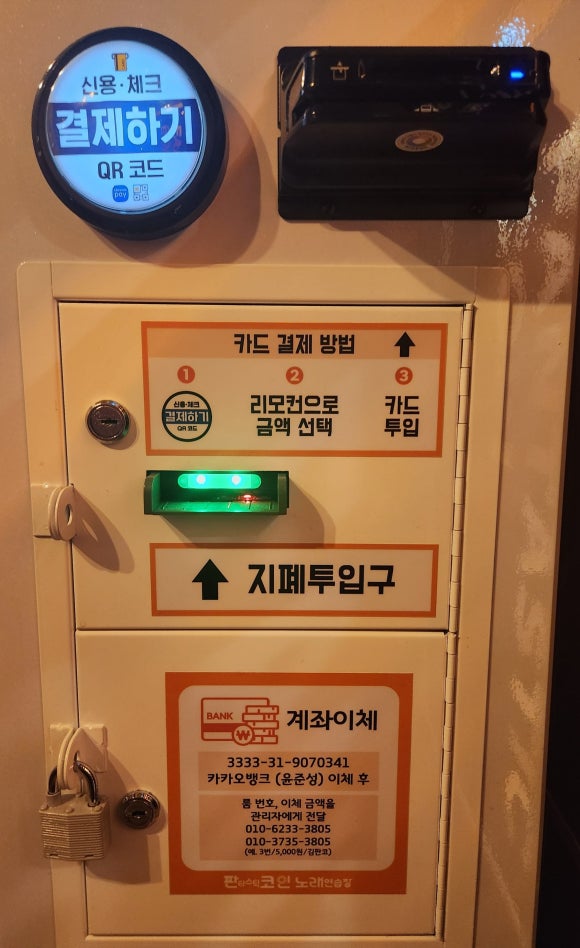 신용·체크
결제하기
QR 코드
pay
카드 결제 방법
1 2 3
신용·체크
결제하기
QR 코드
리모컨으로
금액 선택
카드
투입
지폐투입구
BANK
계좌이체
3333-31-9070341
카카오뱅크 (윤준성) 이체 후
룸 번호, 이체 금액을
관리자에게 전달
010-6233-3805
010-3735-3805
(예. 3번/5,000원/김판코)
판타스틱코인 노래연습장